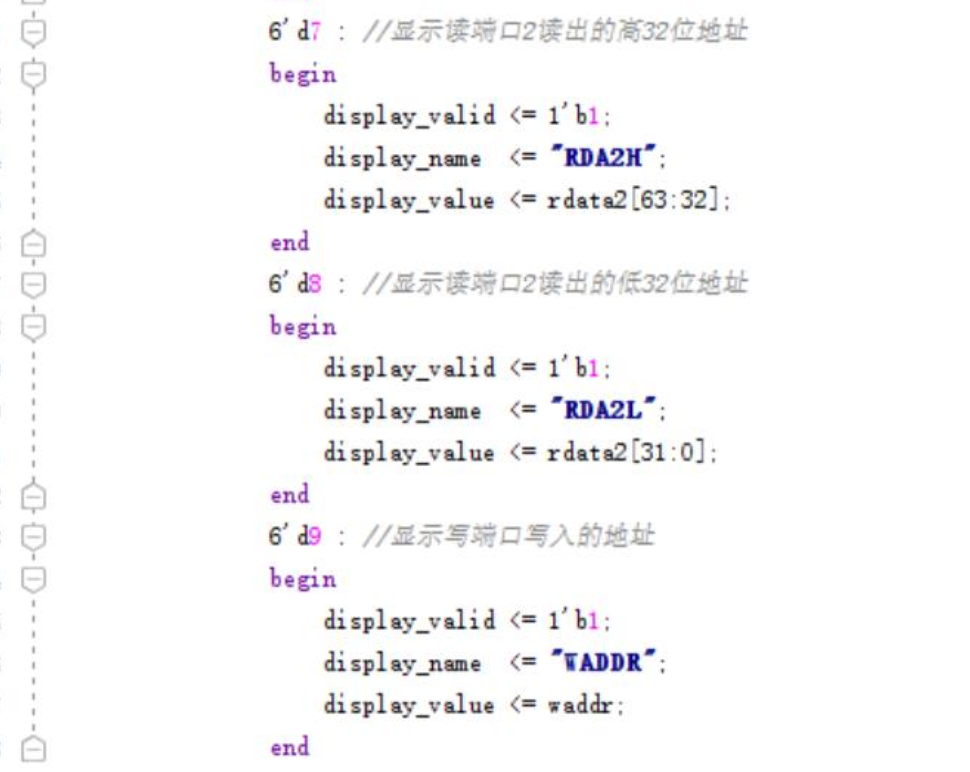 6'd7 : //显示读端口2读出的高32位地址
begin
display_valid <= 1'b1;
display_name <= "RDA2H";
display_value <= rdata2[63:32];
end
6'd8 : //显示读端口2读出的低32位地址
begin
display_valid <= 1'b1;
display_name <= "RDA2L";
display_value <= rdata2[31:0];
end
6'd9 : //显示写端口写入的地址
begin
display_valid <= 1'b1;
display_name <= "WADDR";
display_value <= waddr;
end